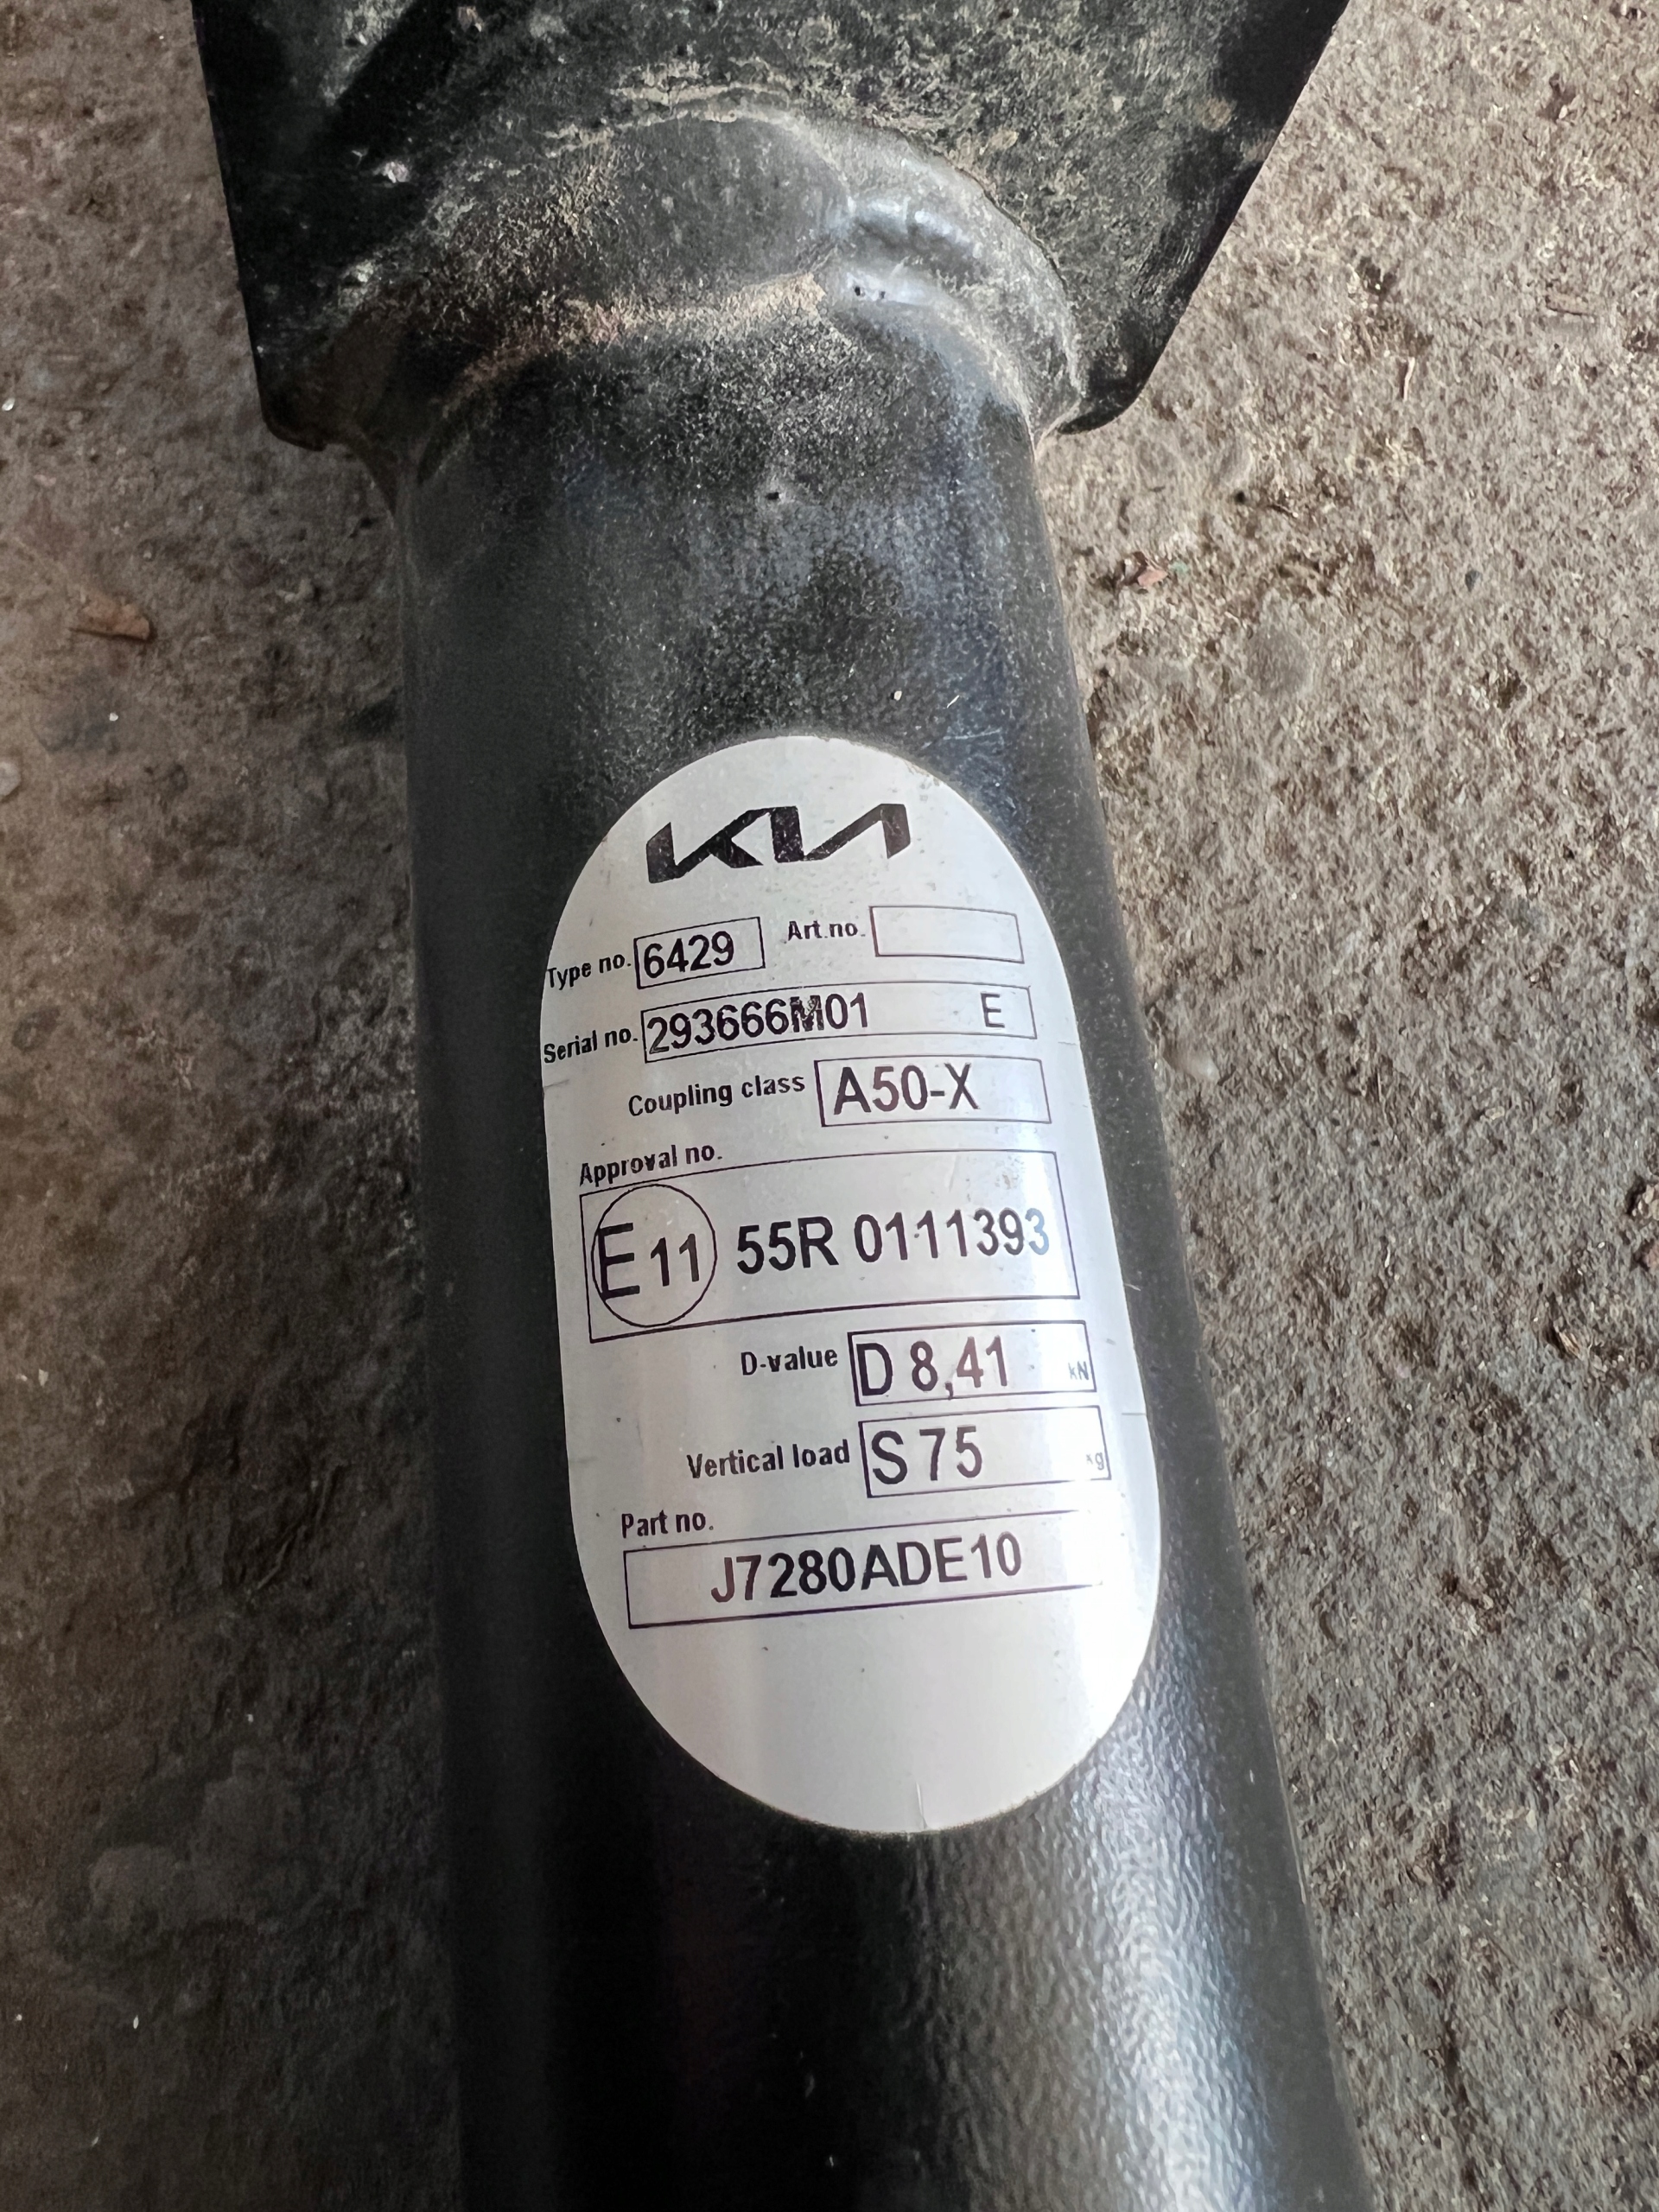 KIA
Type no. 6429 Art.no.
Serial no. 293666M01 E
Coupling class A50-X
Approval no.
E11 55R 0111393
D-value D 8,41 kN
Vertical load S 75 kg
Part no.
J7280ADE10